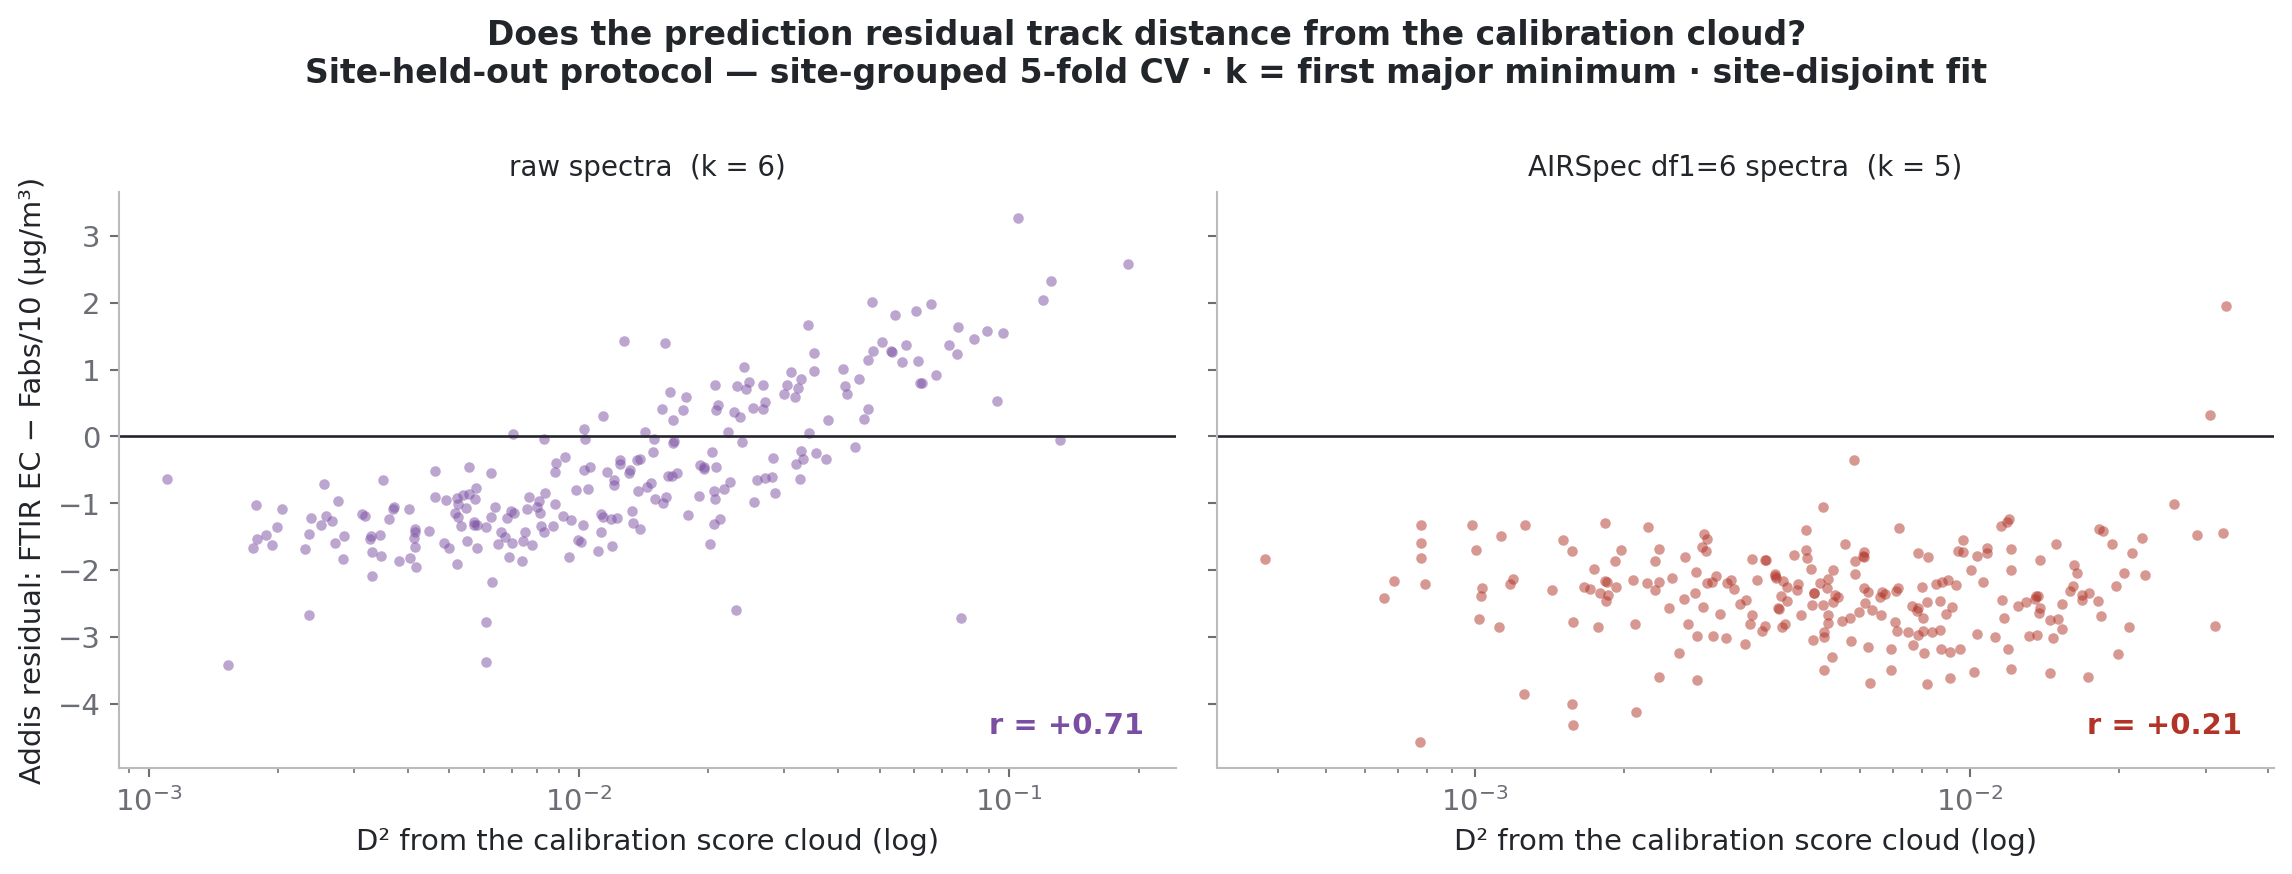 Does the prediction residual track distance from the calibration cloud?
Site-held-out protocol — site-grouped 5-fold CV · k = first major minimum · site-disjoint fit
raw spectra (k = 6)
AIRSpec df1=6 spectra (k = 5)
Addis residual: FTIR EC − Fabs/10 (µg/m³)
3
2
1
0
−1
−2
−3
−4
r = +0.71
r = +0.21
10⁻³
10⁻²
10⁻¹
10⁻³
10⁻²
D² from the calibration score cloud (log)
D² from the calibration score cloud (log)